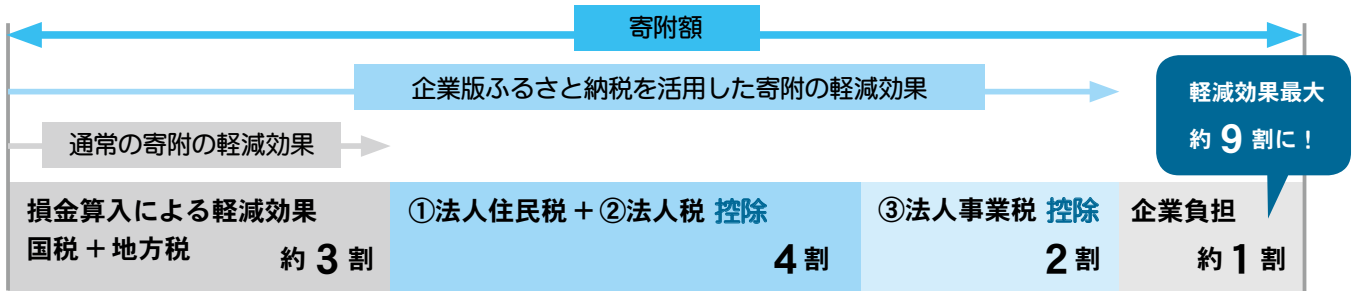 寄附額
企業版ふるさと納税を活用した寄附の軽減効果
軽減効果最大
約 9 割に！
通常の寄附の軽減効果
損金算入による軽減効果
国税＋地方税 約 3 割
①法人住民税＋②法人税 控除
4 割
③法人事業税 控除
2 割
企業負担
約 1 割